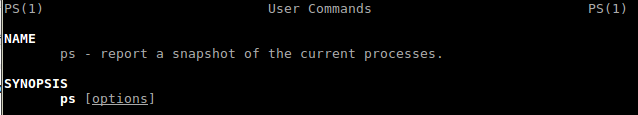 PS(1) User Commands PS(1)
NAME
ps - report a snapshot of the current processes.
SYNOPSIS
ps [options]